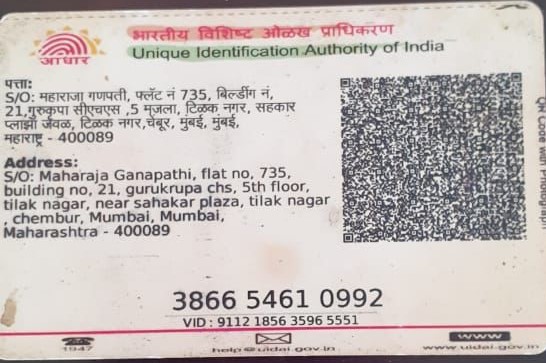 भारतीय विशिष्ट ओळख प्राधिकरण
Unique Identification Authority of India
आधार
पत्ता:
S/O: महाराजा गणपती, फ्लॅट नं 735, बिल्डींग नं,
21,गुरुकृपा सीएचएस ,5 मजला, टिळक नगर, सहकार
प्लाझा जवळ, टिळक नगर,चेंबूर, मुंबई, मुंबई,
महाराष्ट्र - 400089
Address:
S/O: Maharaja Ganapathi, flat no, 735,
building no, 21, gurukrupa chs, 5th floor,
tilak nagar, near sahakar plaza, tilak nagar
, chembur, Mumbai, Mumbai,
Maharashtra - 400089
QR Code with Photograph
3866 5461 0992
VID : 9112 1856 3596 5551
1947
help@uidai.gov.in
www
www.uidai.gov.in